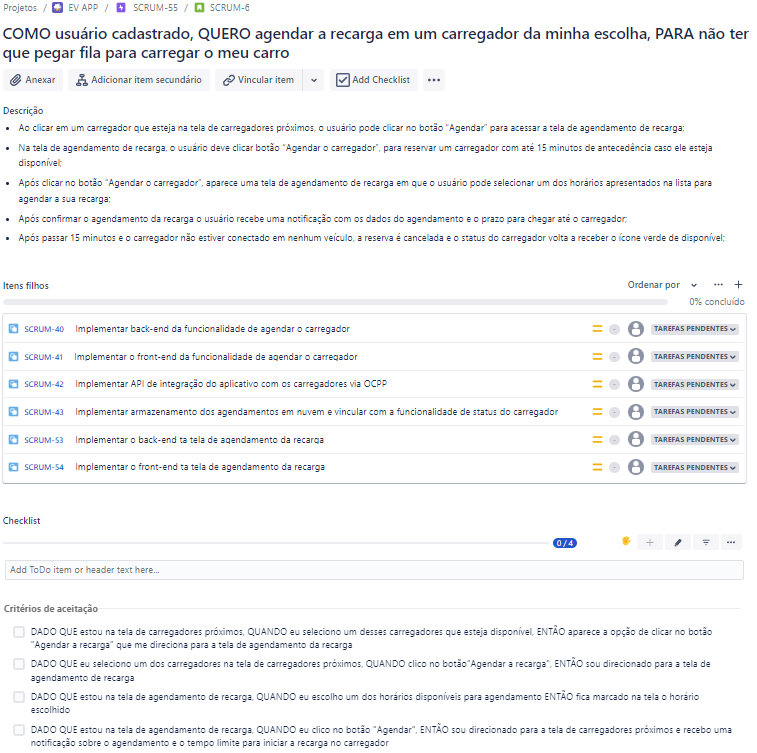 Projetos / EV APP / SCRUM-55 / SCRUM-6
COMO usuário cadastrado, QUERO agendar a recarga em um carregador da minha escolha, PARA não ter
que pegar fila para carregar o meu carro
Anexar Adicionar item secundário Vincular item Add Checklist
Descrição
• Ao clicar em um carregador que esteja na tela de carregadores próximos, o usuário pode clicar no botão "Agendar" para acessar a tela de agendamento de recarga;
• Na tela de agendamento de recarga, o usuário deve clicar botão "Agendar o carregador", para reservar um carregador com até 15 minutos de antecedência caso ele esteja
disponível;
• Após clicar no botão "Agendar o carregador", aparece uma tela de agendamento de recarga em que o usuário pode selecionar um dos horários apresentados na lista para
agendar a sua recarga;
• Após confirmar o agendamento da recarga o usuário recebe uma notificação com os dados do agendamento e o prazo para chegar até o carregador;
• Após passar 15 minutos e o carregador não estiver conectado em nenhum veículo, a reserva é cancelada e o status do carregador volta a receber o ícone verde de disponível;
Itens filhos Ordenar por
0% concluído
SCRUM-40 Implementar back-end da funcionalidade de agendar o carregador TAREFAS PENDENTES
SCRUM-41 Implementar o front-end da funcionalidade de agendar o carregador TAREFAS PENDENTES
SCRUM-42 Implementar API de integração do aplicativo com os carregadores via OCPP TAREFAS PENDENTES
SCRUM-43 Implementar armazenamento dos agendamentos em nuvem e vincular com a funcionalidade de status do carregador TAREFAS PENDENTES
SCRUM-53 Implementar o back-end ta tela de agendamento da recarga TAREFAS PENDENTES
SCRUM-54 Implementar o front-end ta tela de agendamento da recarga TAREFAS PENDENTES
Checklist
0 / 4
Add ToDo item or header text here...
Critérios de aceitação
DADO QUE estou na tela de carregadores próximos, QUANDO eu seleciono um desses carregadores que esteja disponível, ENTÃO aparece a opção de clicar no botão
"Agendar a recarga" que me direciona para a tela de agendamento da recarga
DADO QUE eu seleciono um dos carregadores na tela de carregadores próximos, QUANDO clico no botão"Agendar a recarga", ENTÃO sou direcionado para a tela de
agendamento de recarga
DADO QUE estou na tela de agendamento de recarga, QUANDO eu escolho um dos horários disponíveis para agendamento ENTÃO fica marcado na tela o horário
escolhido
DADO QUE estou na tela de agendamento de recarga, QUANDO eu clico no botão "Agendar", ENTÃO sou direcionado para a tela de carregadores próximos e recebo uma
notificação sobre o agendamento e o tempo limite para iniciar a recarga no carregador